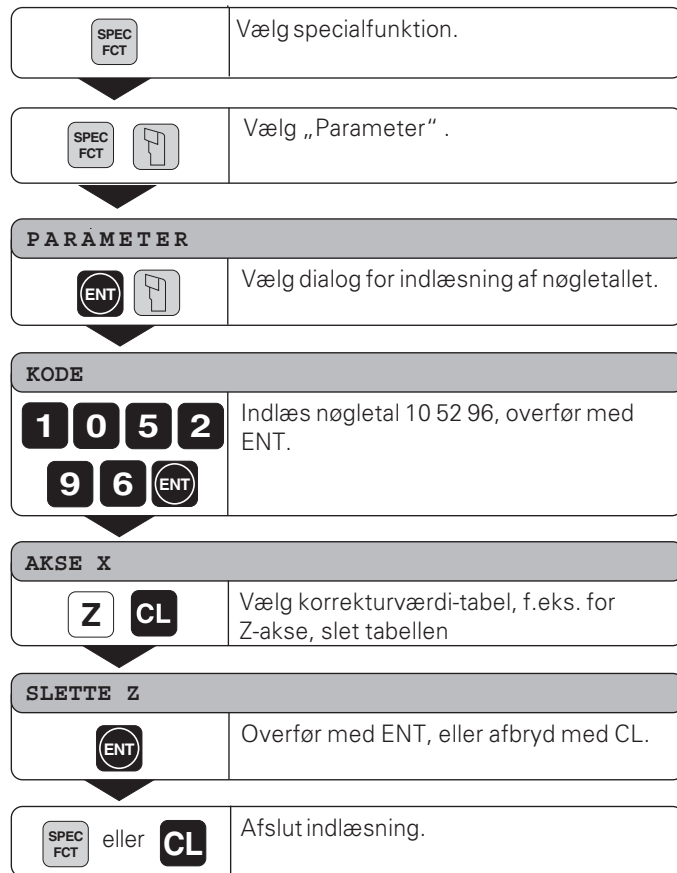 SPEC FCT Vælg specialfunktion.
SPEC FCT Vælg „Parameter" .
PARAMETER
ENT Vælg dialog for indlæsning af nøgletallet.
KODE
1 0 5 2 Indlæs nøgletal 10 52 96, overfør med
9 6 ENT ENT.
AKSE X
Z CL Vælg korrekturværdi-tabel, f.eks. for
Z-akse, slet tabellen
SLETTE Z
ENT Overfør med ENT, eller afbryd med CL.
SPEC FCT eller CL Afslut indlæsning.